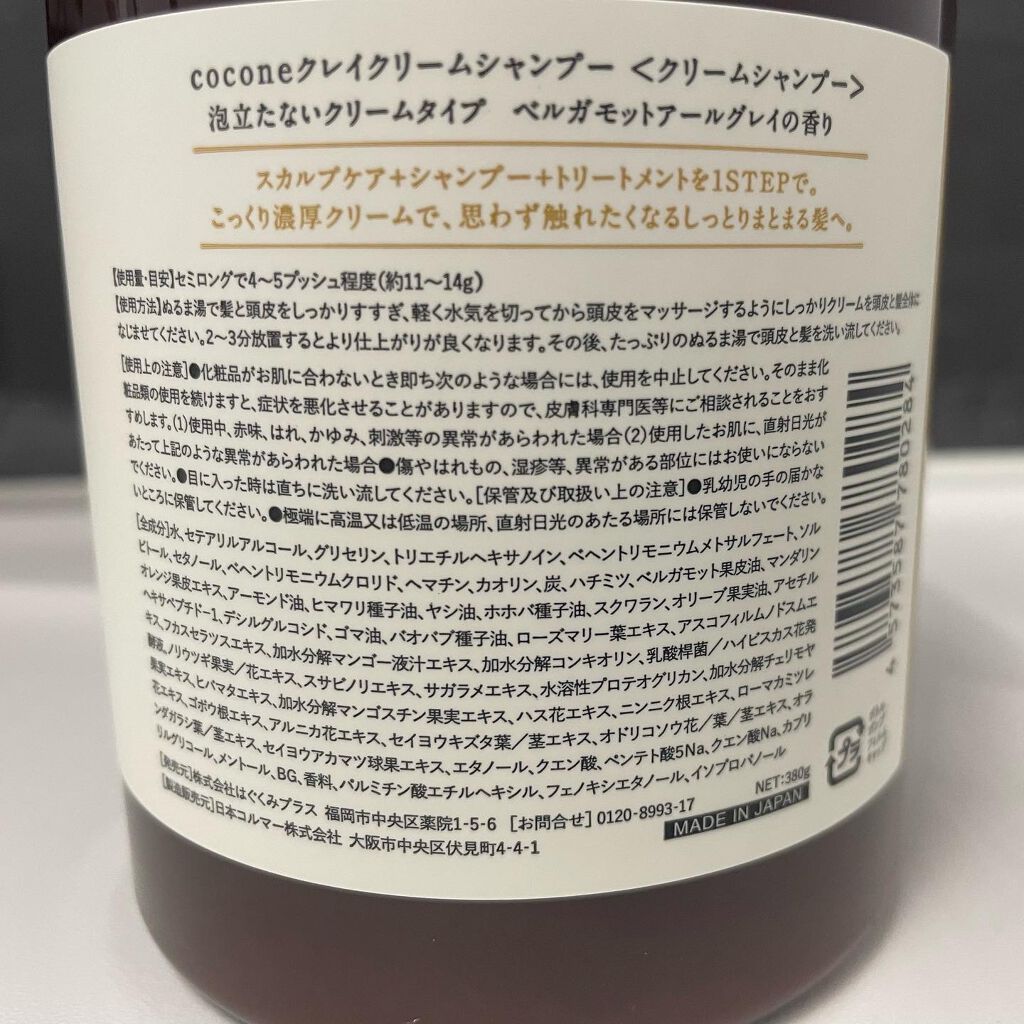 coconeクレイクリームシャンプー <クリームシャンプー>
泡立たないクリームタイプ ベルガモットアールグレイの香り
スカルプケア+シャンプー+トリートメントを1STEPで。
こっくり濃厚クリームで、思わず触れたくなるしっとりまとまる髪へ。
【使用量・目安】セミロングで4〜5プッシュ程度(約11〜14g)
【使用方法】ぬるま湯で髪と頭皮をしっかりすすぎ、軽く水気を切ってから頭皮をマッサージするようにしっかりクリームを頭皮と髪全体に
なじませてください。2〜3分放置するとより仕上がりが良くなります。その後、たっぷりのぬるま湯で頭皮と髪を洗い流してください。
[使用上の注意]●化粧品がお肌に合わないとき即ち次のような場合には、使用を中止してください。そのまま化
粧品類の使用を続けますと、症状を悪化させることがありますので、皮膚科専門医等にご相談されることをおす
すめします。(1)使用中、赤味、はれ、かゆみ、刺激等の異常があらわれた場合(2)使用したお肌に、直射日光が
あたって上記のような異常があらわれた場合●傷やはれもの、湿疹等、異常がある部位にはお使いにならない
でください。●目に入った時は直ちに洗い流してください。[保管及び取扱い上の注意]●乳幼児の手の届かな
いところに保管してください。●極端に高温又は低温の場所、直射日光のあたる場所には保管しないでください。
[全成分]水、セテアリルアルコール、グリセリン、トリエチルヘキサノイン、ベヘントリモニウムメトサルフェート、ソル
ビトール、セタノール、ベヘントリモニウムクロリド、ヘマチン、カオリン、炭、ハチミツ、ベルガモット果皮油、マンダリン
オレンジ果皮エキス、アーモンド油、ヒマワリ種子油、ヤシ油、ホホバ種子油、スクワラン、オリーブ果実油、アセチル
ヘキサペプチド-1、デシルグルコシド、ゴマ油、バオバブ種子油、ローズマリー葉エキス、アスコフィルムノドスムエ
キス、フカスセラツスエキス、加水分解マンゴー液汁エキス、加水分解コンキオリン、乳酸桿菌/ハイビスカス花発
酵液、ノリウツギ果実/花エキス、スサビノリエキス、サガラメエキス、水溶性プロテオグリカン、加水分解チェリモヤ
果実エキス、ヒバマタエキス、加水分解マンゴスチン果実エキス、ハス花エキス、ニンニク根エキス、ローマカミツレ
花エキス、ゴボウ根エキス、アルニカ花エキス、セイヨウキズタ葉/茎エキス、オドリコソウ花/葉/茎エキス、オラ
ンダガラシ葉/茎エキス、セイヨウアカマツ球果エキス、エタノール、クエン酸、ペンテト酸5Na、クエン酸Na、カプリ
リルグリコール、メントール、BG、香料、パルミチン酸エチルヘキシル、フェノキシエタノール、イソプロパノール
[発売元]株式会社はぐくみプラス 福岡市中央区薬院1-5-6 [お問合せ]0120-8993-17
[製造販売元]日本コルマー株式会社 大阪市中央区伏見町4-4-1
NET:380g
MADE IN JAPAN
プラ
4 573587 780284